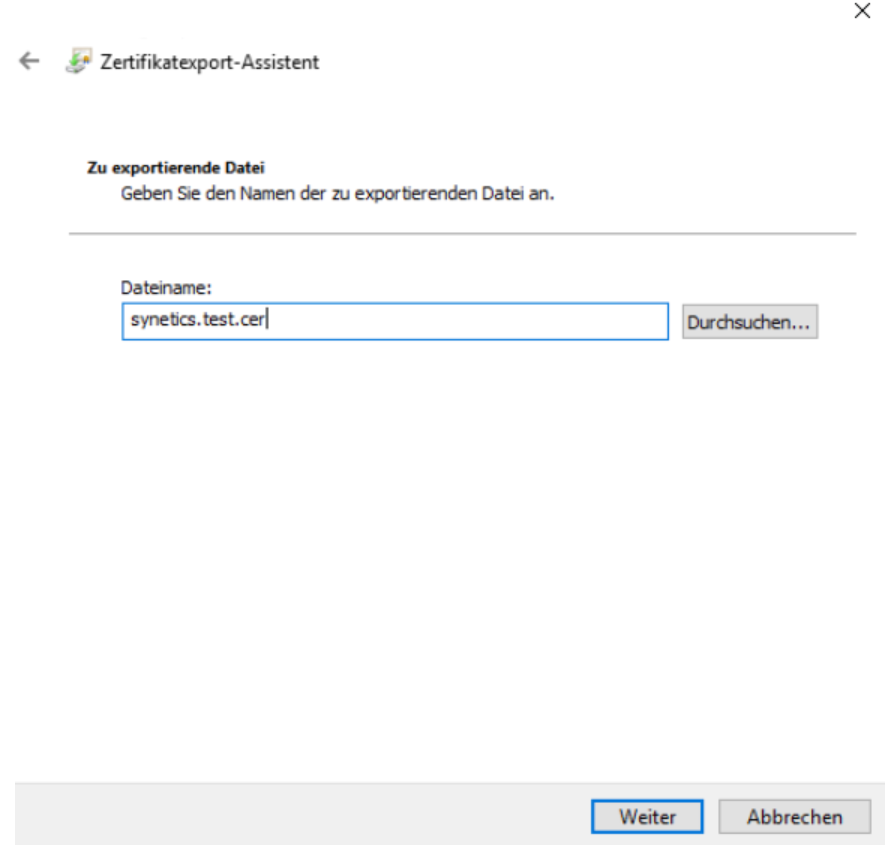 Zertifikatexport-Assistent
Zu exportierende Datei
Geben Sie den Namen der zu exportierenden Datei an.
Dateiname:
synetics.test.cer
Durchsuchen...
Weiter
Abbrechen